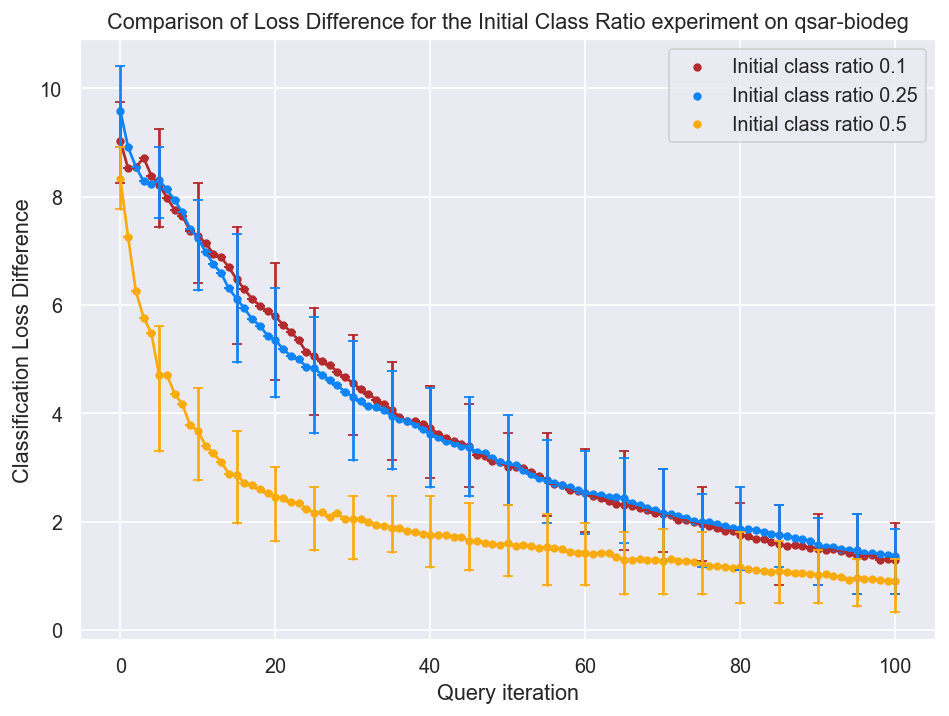 Comparison of Loss Difference for the Initial Class Ratio experiment on qsar-biodeg
Initial class ratio 0.1
Initial class ratio 0.25
Initial class ratio 0.5
Classification Loss Difference
10
8
6
4
2
0
0 20 40 60 80 100
Query iteration